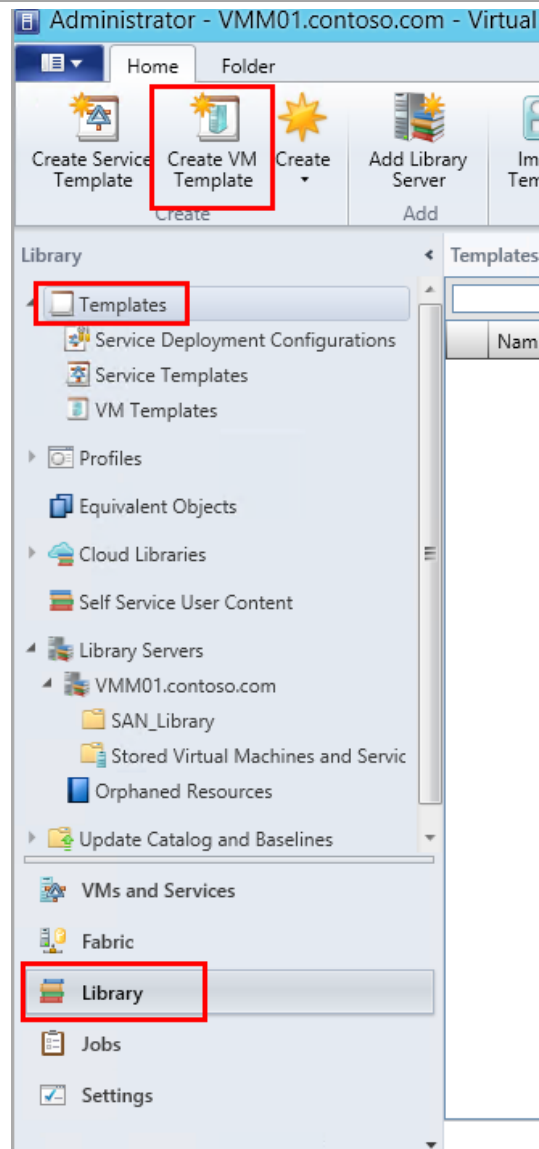 Administrator - VMM01.contoso.com - Virtual
Home Folder
Create Service Template
Create VM Template
Create
Add Library Server
Im
Tem
Create
Add
Library
Templates
Templates
Nam
Service Deployment Configurations
Service Templates
VM Templates
Profiles
Equivalent Objects
Cloud Libraries
Self Service User Content
Library Servers
VMM01.contoso.com
SAN_Library
Stored Virtual Machines and Servic
Orphaned Resources
Update Catalog and Baselines
VMs and Services
Fabric
Library
Jobs
Settings